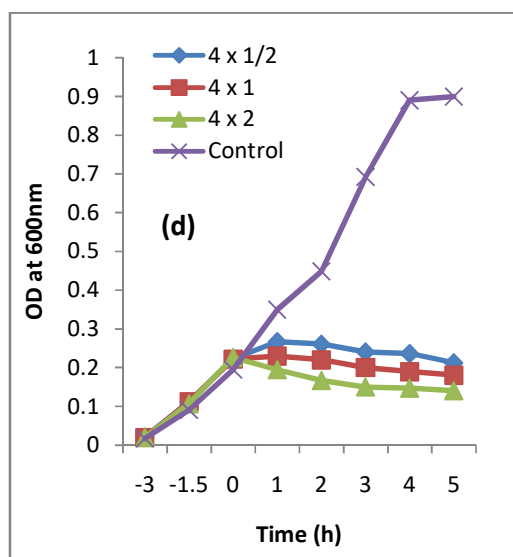 1
0.9
0.8
0.7
0.6
0.5
0.4
0.3
0.2
0.1
0
OD at 600nm
4 x 1/2
4 x 1
4 x 2
Control
(d)
-3 -1.5 0 1 2 3 4 5
Time (h)